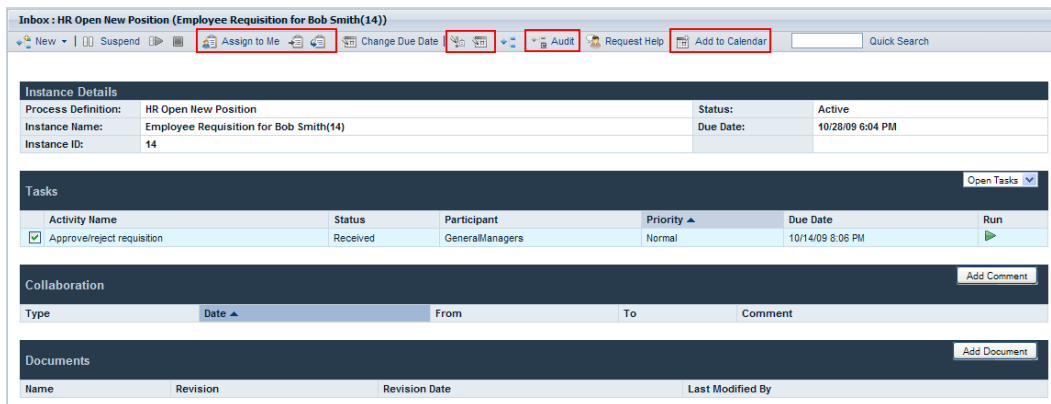 Inbox : HR Open New Position (Employee Requisition for Bob Smith(14))
New Suspend Assign to Me Change Due Date Audit Request Help Add to Calendar Quick Search
Instance Details
Process Definition: HR Open New Position Status: Active
Instance Name: Employee Requisition for Bob Smith(14) Due Date: 10/28/09 6:04 PM
Instance ID: 14
Tasks Open Tasks
Activity Name Status Participant Priority Due Date Run
Approve/reject requisition Received GeneralManagers Normal 10/14/09 8:06 PM
Collaboration Add Comment
Type Date From To Comment
Documents Add Document
Name Revision Revision Date Last Modified By